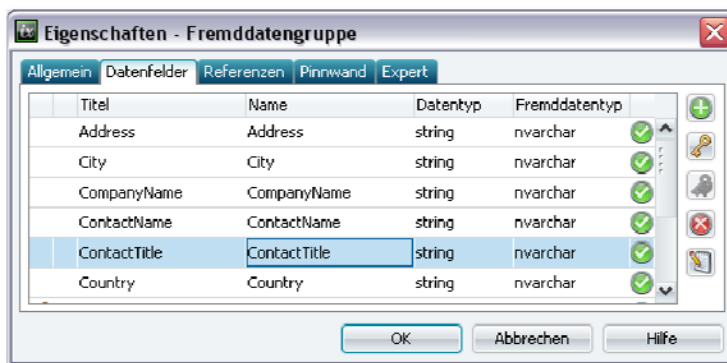 ix Eigenschaften - Fremddatengruppe
Allgemein Datenfelder Referenzen Pinnwand Expert
Titel Name Datentyp Fremddatentyp
Address Address string nvarchar
City City string nvarchar
CompanyName CompanyName string nvarchar
ContactName ContactName string nvarchar
ContactTitle ContactTitle string nvarchar
Country Country string nvarchar
OK Abbrechen Hilfe